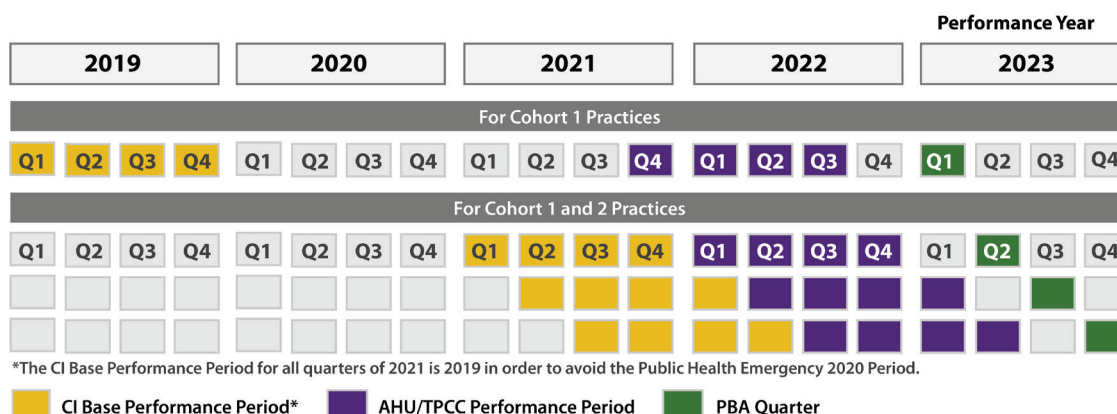 Performance Year
2019 2020 2021 2022 2023
For Cohort 1 Practices
Q1 Q2 Q3 Q4 Q1 Q2 Q3 Q4 Q1 Q2 Q3 Q4 Q1 Q2 Q3 Q4 Q1 Q2 Q3 Q4
For Cohort 1 and 2 Practices
Q1 Q2 Q3 Q4 Q1 Q2 Q3 Q4 Q1 Q2 Q3 Q4 Q1 Q2 Q3 Q4 Q1 Q2 Q3 Q4
*The CI Base Performance Period for all quarters of 2021 is 2019 in order to avoid the Public Health Emergency 2020 Period.
CI Base Performance Period* AHU/TPCC Performance Period PBA Quarter